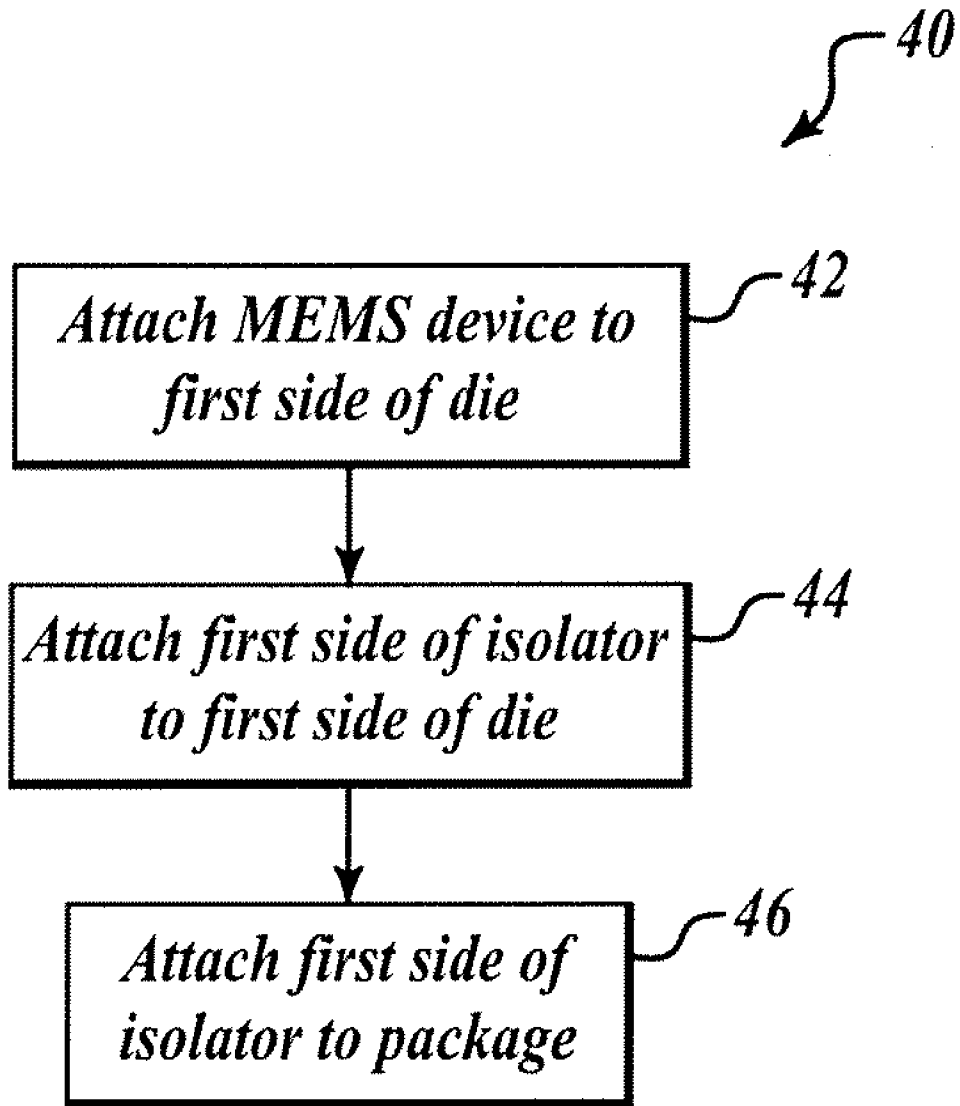 40
42
Attach MEMS device to
first side of die
44
Attach first side of isolator
to first side of die
46
Attach first side of
isolator to package